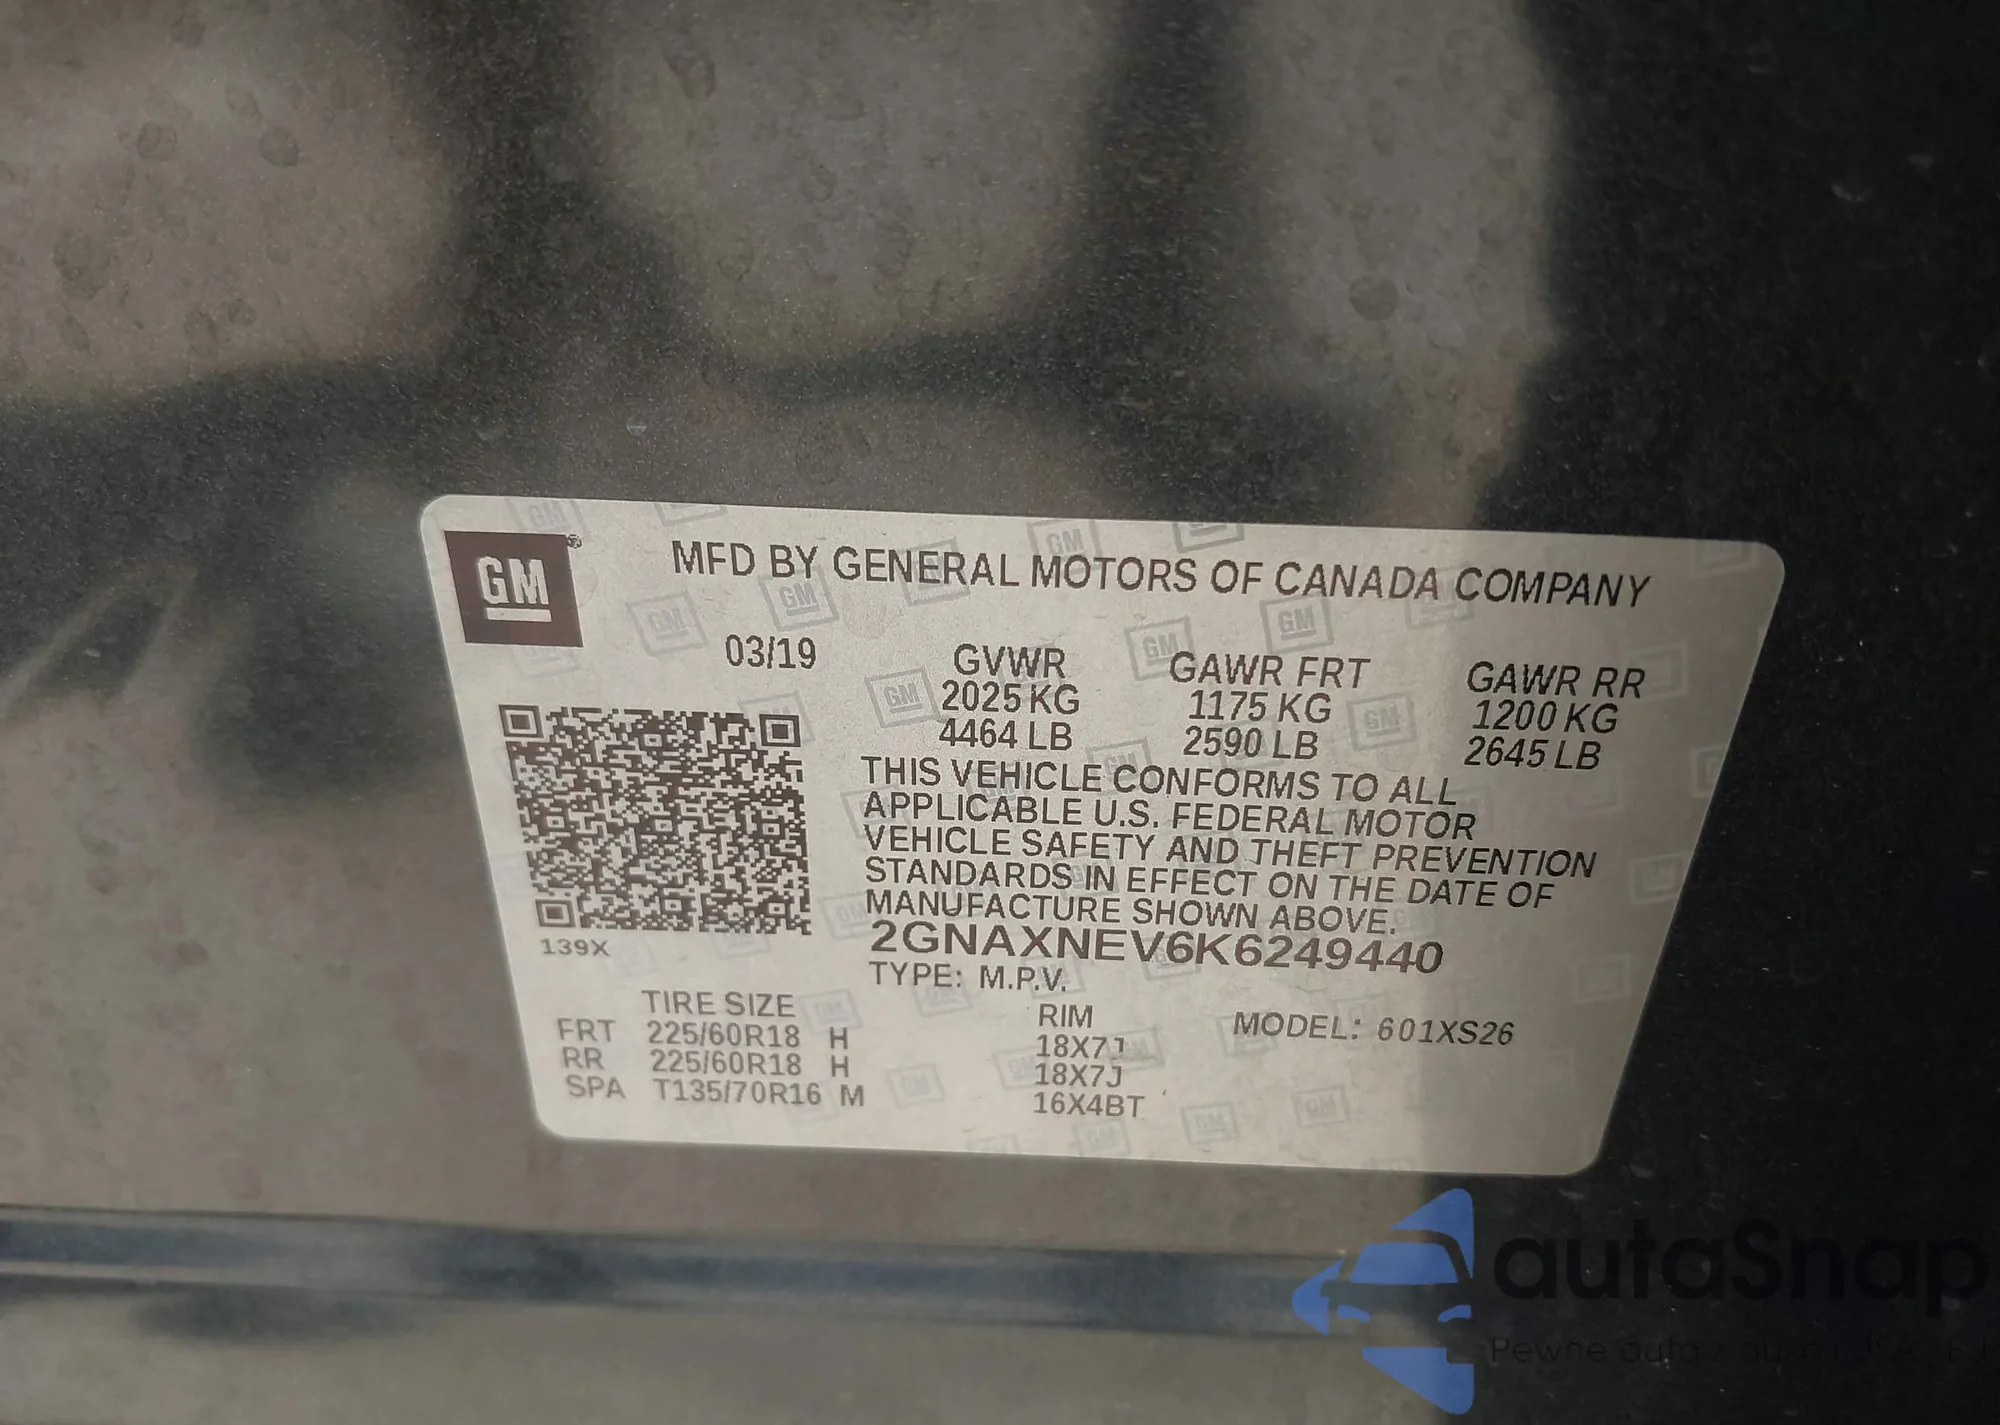 GM ®
MFD BY GENERAL MOTORS OF CANADA COMPANY
03/19 GVWR GAWR FRT GAWR RR
2025 KG 1175 KG 1200 KG
4464 LB 2590 LB 2645 LB
THIS VEHICLE CONFORMS TO ALL
APPLICABLE U.S. FEDERAL MOTOR
VEHICLE SAFETY AND THEFT PREVENTION
STANDARDS IN EFFECT ON THE DATE OF
MANUFACTURE SHOWN ABOVE.
2GNAXNEV6K6249440
139X
TYPE: M.P.V.
TIRE SIZE RIM MODEL: 601XS26
FRT 225/60R18 H 18X7J
RR 225/60R18 H 18X7J
SPA T135/70R16 M 16X4BT
autaSnap
Pewne auta z